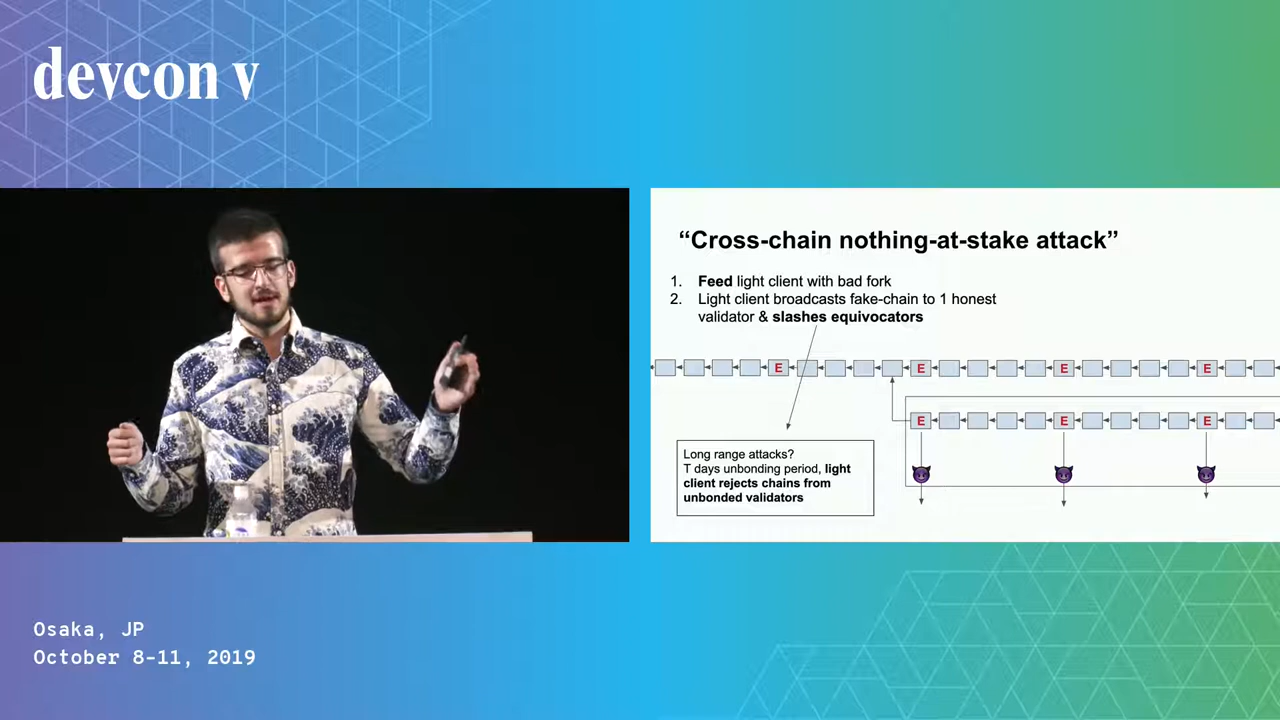 devcon v
“Cross-chain nothing-at-stake attack”
1. Feed light client with bad fork
2. Light client broadcasts fake-chain to 1 honest
validator & slashes equivocators
E
E
E
E
E
E
E
Long range attacks?
T days unbonding period, light
client rejects chains from
unbonded validators
Osaka, JP
October 8-11, 2019